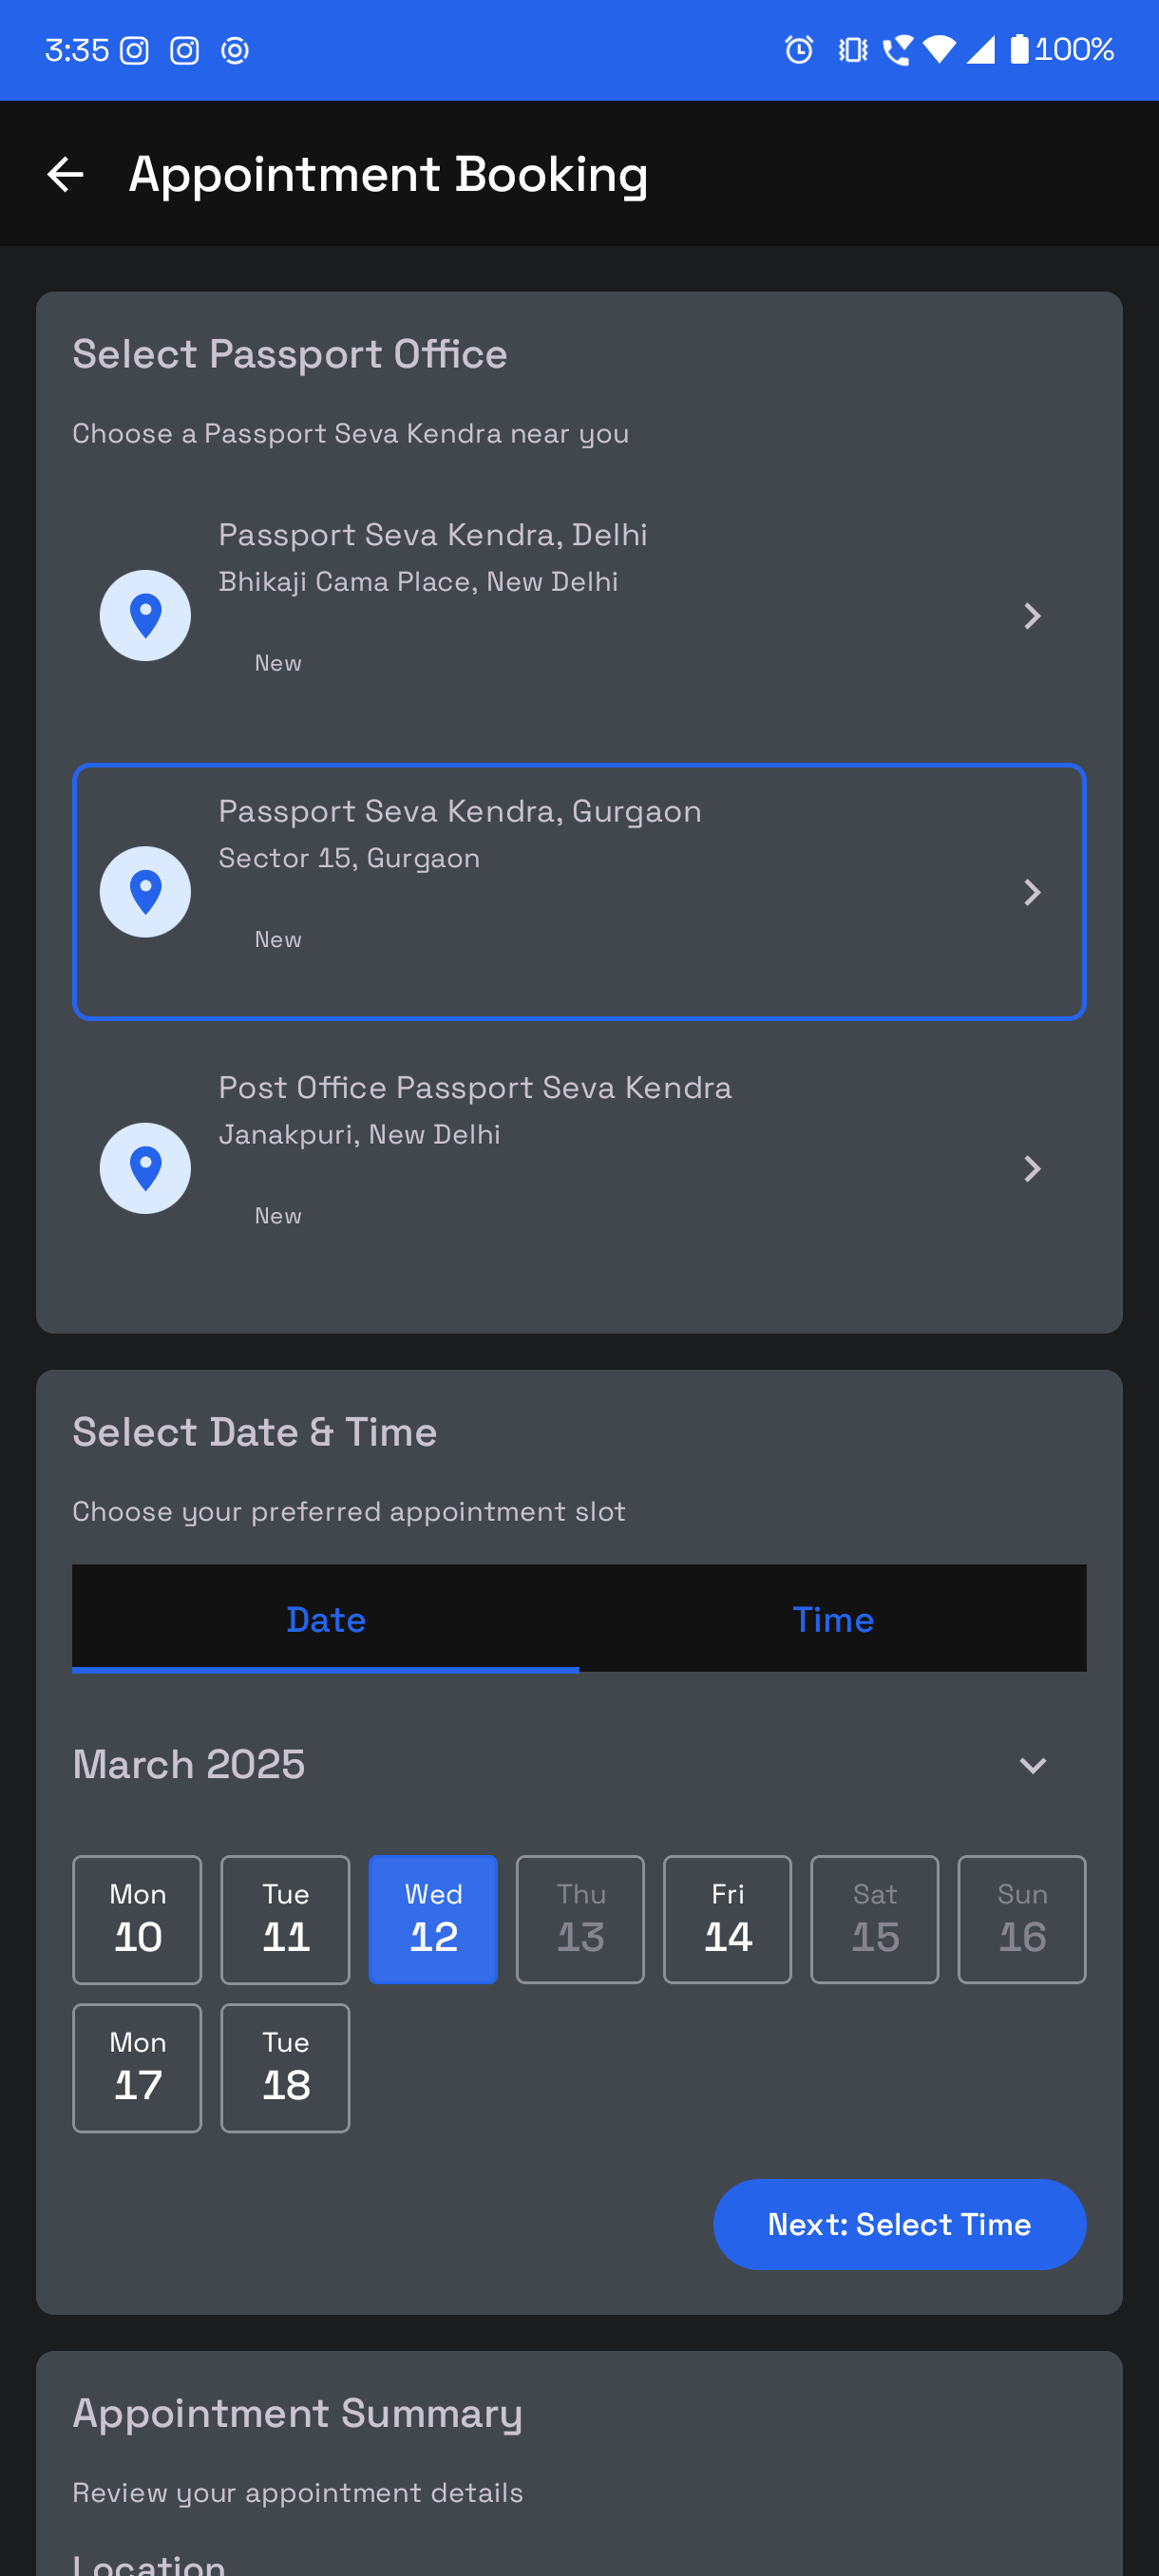 3:35
100%
Appointment Booking
Select Passport Office
Choose a Passport Seva Kendra near you
Passport Seva Kendra, Delhi
Bhikaji Cama Place, New Delhi
New
Passport Seva Kendra, Gurgaon
Sector 15, Gurgaon
New
Post Office Passport Seva Kendra
Janakpuri, New Delhi
New
Select Date & Time
Choose your preferred appointment slot
Date Time
March 2025
Mon Tue Wed Thu Fri Sat Sun
10 11 12 13 14 15 16
Mon Tue
17 18
Next: Select Time
Appointment Summary
Review your appointment details
Location